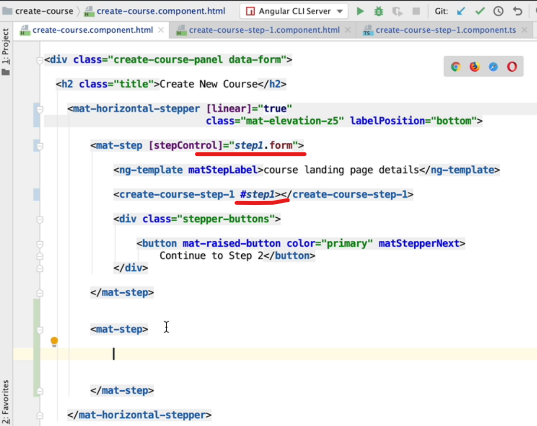 create-course
create-course.component.html
Angular CLI Server
Git:
create-course.component.html
create-course-step-1.component.html
create-course-step-1.component.ts
1: Project
<div class="create-course-panel data-form">
<h2 class="title">Create New Course</h2>
<mat-horizontal-stepper [linear]="true"
class="mat-elevation-z5" labelPosition="bottom">
<mat-step [stepControl]="step1.form">
<ng-template matStepLabel>course landing page details</ng-template>
<create-course-step-1 #step1></create-course-step-1>
<div class="stepper-buttons">
<button mat-raised-button color="primary" matStepperNext>
Continue to Step 2</button>
</div>
</mat-step>
<mat-step>
</mat-step>
</mat-horizontal-stepper>
2: Favorites